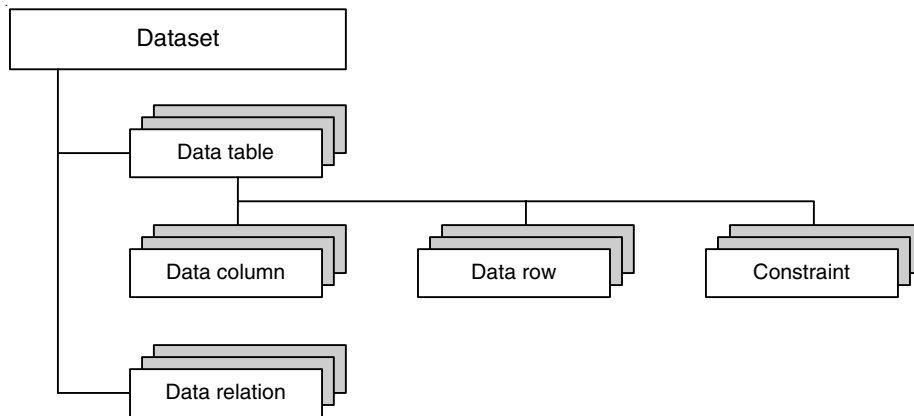 Dataset
Data table
Data column
Data row
Constraint
Data relation